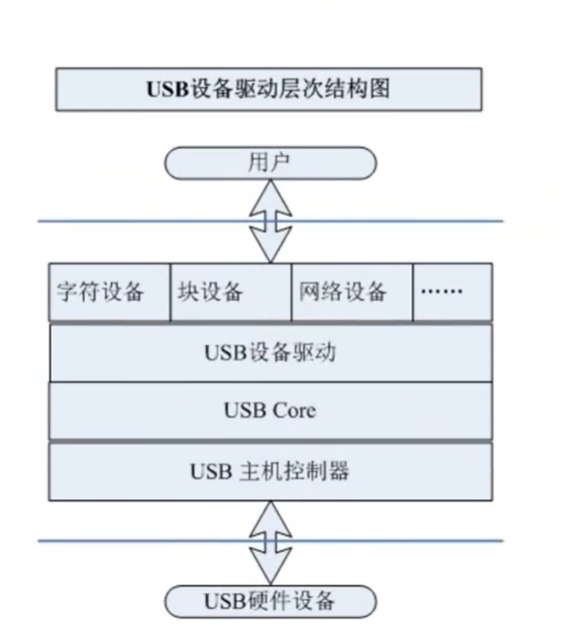 USB设备驱动层次结构图
用户
字符设备 块设备 网络设备 ……
USB设备驱动
USB Core
USB 主机控制器
USB硬件设备